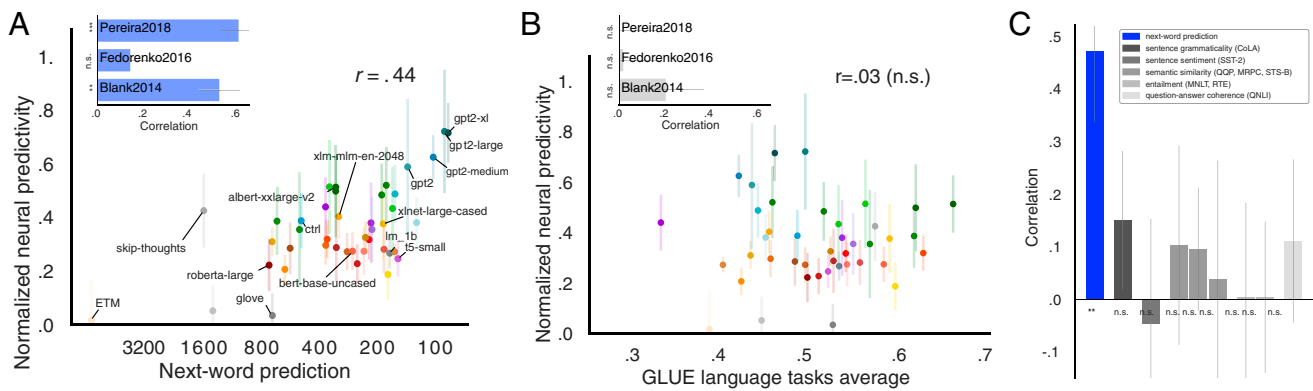 A
***
Pereira2018
n.s.
Fedorenko2016
**
Blank2014
.0
.2
.4
.6
Correlation
r = .44
1.
.8
.6
.4
.2
.0
Normalized neural predictivity
gpt2-xl
gpt2-large
gpt2-medium
gpt2
xlm-mlm-en-2048
albert-xxlarge-v2
xlnet-large-cased
ctrl
skip-thoughts
lm_1b
t5-small
roberta-large
bert-base-uncased
glove
ETM
3200
1600
800
400
200
100
Next-word prediction
B
n.s.
Pereira2018
n.s.
Fedorenko2016
n.s.
Blank2014
.0
.2
.4
.6
Correlation
r=.03 (n.s.)
1.0
.8
.6
.4
.2
.0
Normalized neural predictivity
.3
.4
.5
.6
.7
GLUE language tasks average
C
.5
.4
.3
.2
.1
.0
-.1
Correlation
next-word prediction
sentence grammaticality (CoLA)
sentence sentiment (SST-2)
semantic similarity (QQP, MRPC, STS-B)
entailment (MNLT, RTE)
question-answer coherence (QNLI)
**
n.s.
n.s.
n.s.
n.s.
n.s.
n.s.
n.s.
n.s.